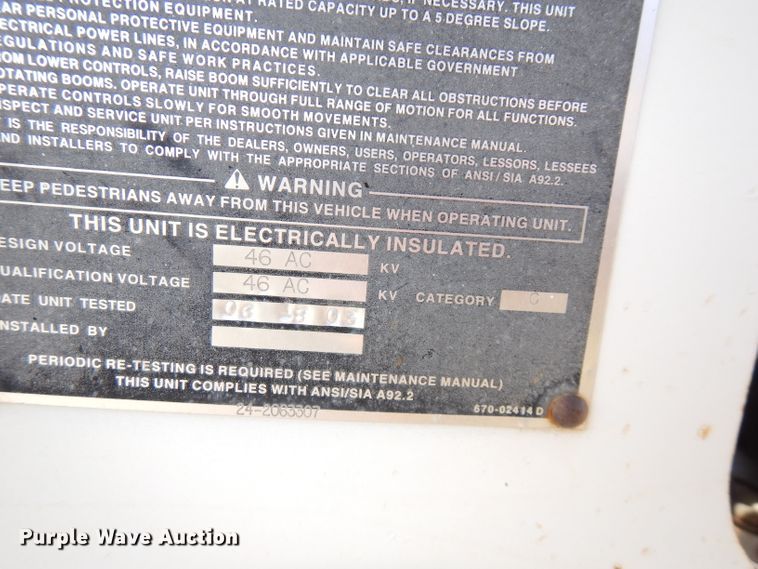 , IF NECESSARY. THIS UNIT
AT RATED CAPACITY UP TO A 5 DEGREE SLOPE.
PROTECTION EQUIPMENT.
EAR PERSONAL PROTECTIVE EQUIPMENT AND MAINTAIN SAFE CLEARANCES FROM
ECTRICAL POWER LINES, IN ACCORDANCE WITH APPLICABLE GOVERNMENT
EGULATIONS AND SAFE WORK PRACTICES.
ROM LOWER CONTROLS, RAISE BOOM SUFFICIENTLY TO CLEAR ALL OBSTRUCTIONS BEFORE
OTATING BOOMS. OPERATE UNIT THROUGH FULL RANGE OF MOTION FOR ALL FUNCTIONS.
PERATE CONTROLS SLOWLY FOR SMOOTH MOVEMENTS.
NSPECT AND SERVICE UNIT PER INSTRUCTIONS GIVEN IN MAINTENANCE MANUAL.
T IS THE RESPONSIBILITY OF THE DEALERS, OWNERS, USERS, OPERATORS, LESSORS, LESSEES
ND INSTALLERS TO COMPLY WITH THE APPROPRIATE SECTIONS OF ANSI/SIA A92.2.
WARNING
EEP PEDESTRIANS AWAY FROM THIS VEHICLE WHEN OPERATING UNIT.
THIS UNIT IS ELECTRICALLY INSULATED.
ESIGN VOLTAGE 46 AC KV
UALIFICATION VOLTAGE 46 AC KV CATEGORY C
ATE UNIT TESTED 06
NSTALLED BY
PERIODIC RE-TESTING IS REQUIRED (SEE MAINTENANCE MANUAL)
THIS UNIT COMPLIES WITH ANSI/SIA A92.2
24-2063307 670-02414 D
Purple Wave Auction